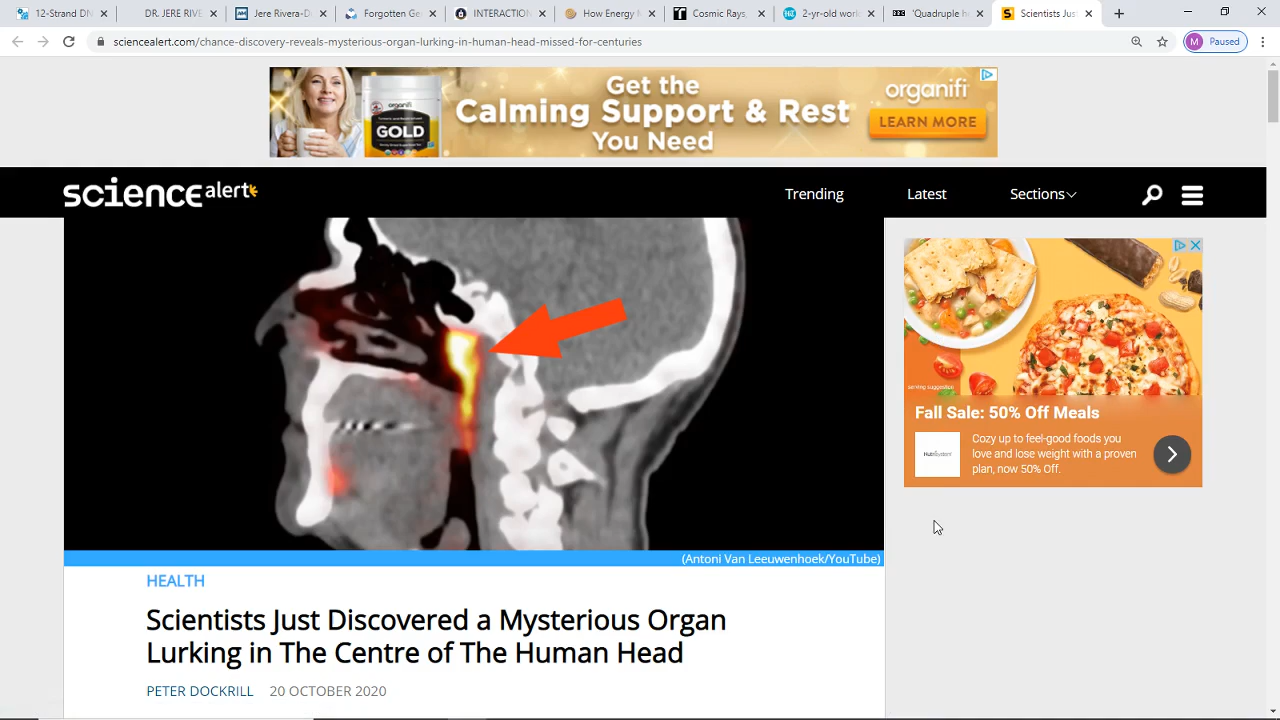 12-Strand DN
DR. JERE RIVE
Jere Rivera-D
Forgotten Ge
INTERACTION
How Energy M
Cosmic rays,
2-yr-old work
'Quadruple b
Scientists Jus
sciencealert.com/chance-discovery-reveals-mysterious-organ-lurking-in-human-head-missed-for-centuries
M Paused
Get the
Calming Support & Rest
You Need
organifi
LEARN MORE
organifi
GOLD
sciencealert
Trending
Latest
Sections
serving suggestion
Fall Sale: 50% Off Meals
Nutrisystem
Cozy up to feel-good foods you
love and lose weight with a proven
plan, now 50% Off.
(Antoni Van Leeuwenhoek/YouTube)
HEALTH
Scientists Just Discovered a Mysterious Organ
Lurking in The Centre of The Human Head
PETER DOCKRILL 20 OCTOBER 2020